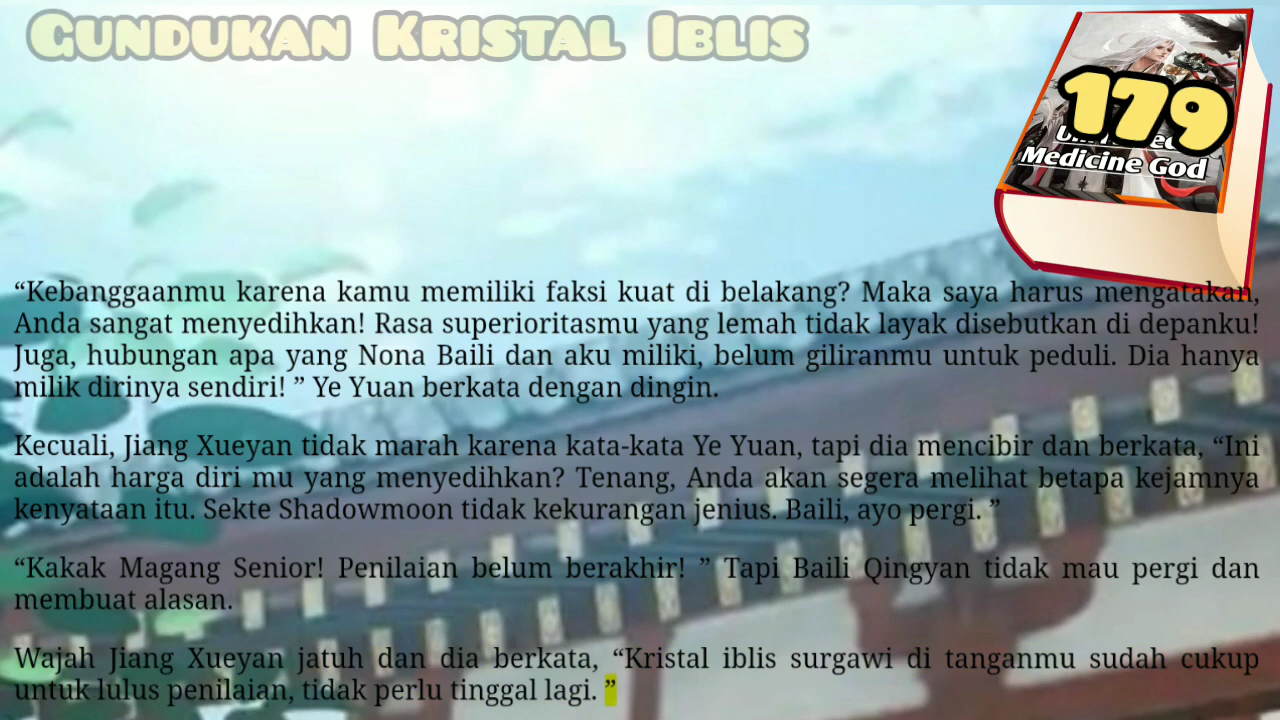 Gundukan Kristal Iblis
179
Medicine God
“Kebanggaanmu karena kamu memiliki faksi kuat di belakang? Maka saya harus mengatakan,
Anda sangat menyedihkan! Rasa superioritasmu yang lemah tidak layak disebutkan di depanku!
Juga, hubungan apa yang Nona Baili dan aku miliki, belum giliranmu untuk peduli. Dia hanya
milik dirinya sendiri! ” Ye Yuan berkata dengan dingin.
Kecuali, Jiang Xueyan tidak marah karena kata-kata Ye Yuan, tapi dia mencibir dan berkata, “Ini
adalah harga diri mu yang menyedihkan? Tenang, Anda akan segera melihat betapa kejamnya
kenyataan itu. Sekte Shadowmoon tidak kekurangan jenius. Baili, ayo pergi. ”
“Kakak Magang Senior! Penilaian belum berakhir! ” Tapi Baili Qingyan tidak mau pergi dan
membuat alasan.
Wajah Jiang Xueyan jatuh dan dia berkata, “Kristal iblis surgawi di tanganmu sudah cukup
untuk lulus penilaian, tidak perlu tinggal lagi. ”